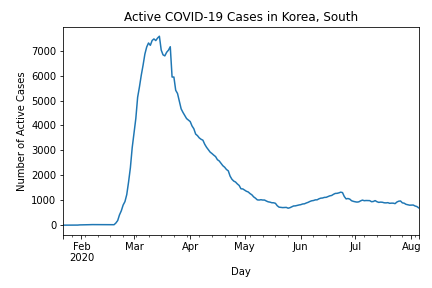 Active COVID-19 Cases in Korea, South
Number of Active Cases
7000
6000
5000
4000
3000
2000
1000
0
Feb Mar Apr May Jun Jul Aug
2020
Day